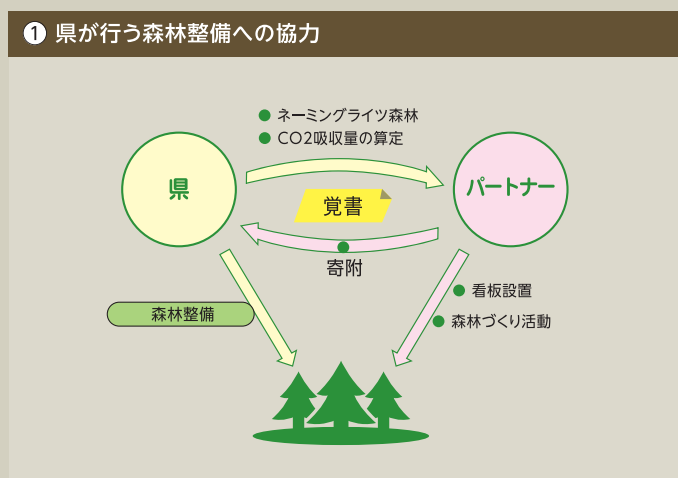 ① 県が行う森林整備への協力
● ネーミングライツ森林
● CO2吸収量の算定
県
パートナー
覚書
寄附
● 看板設置
森林整備
● 森林づくり活動